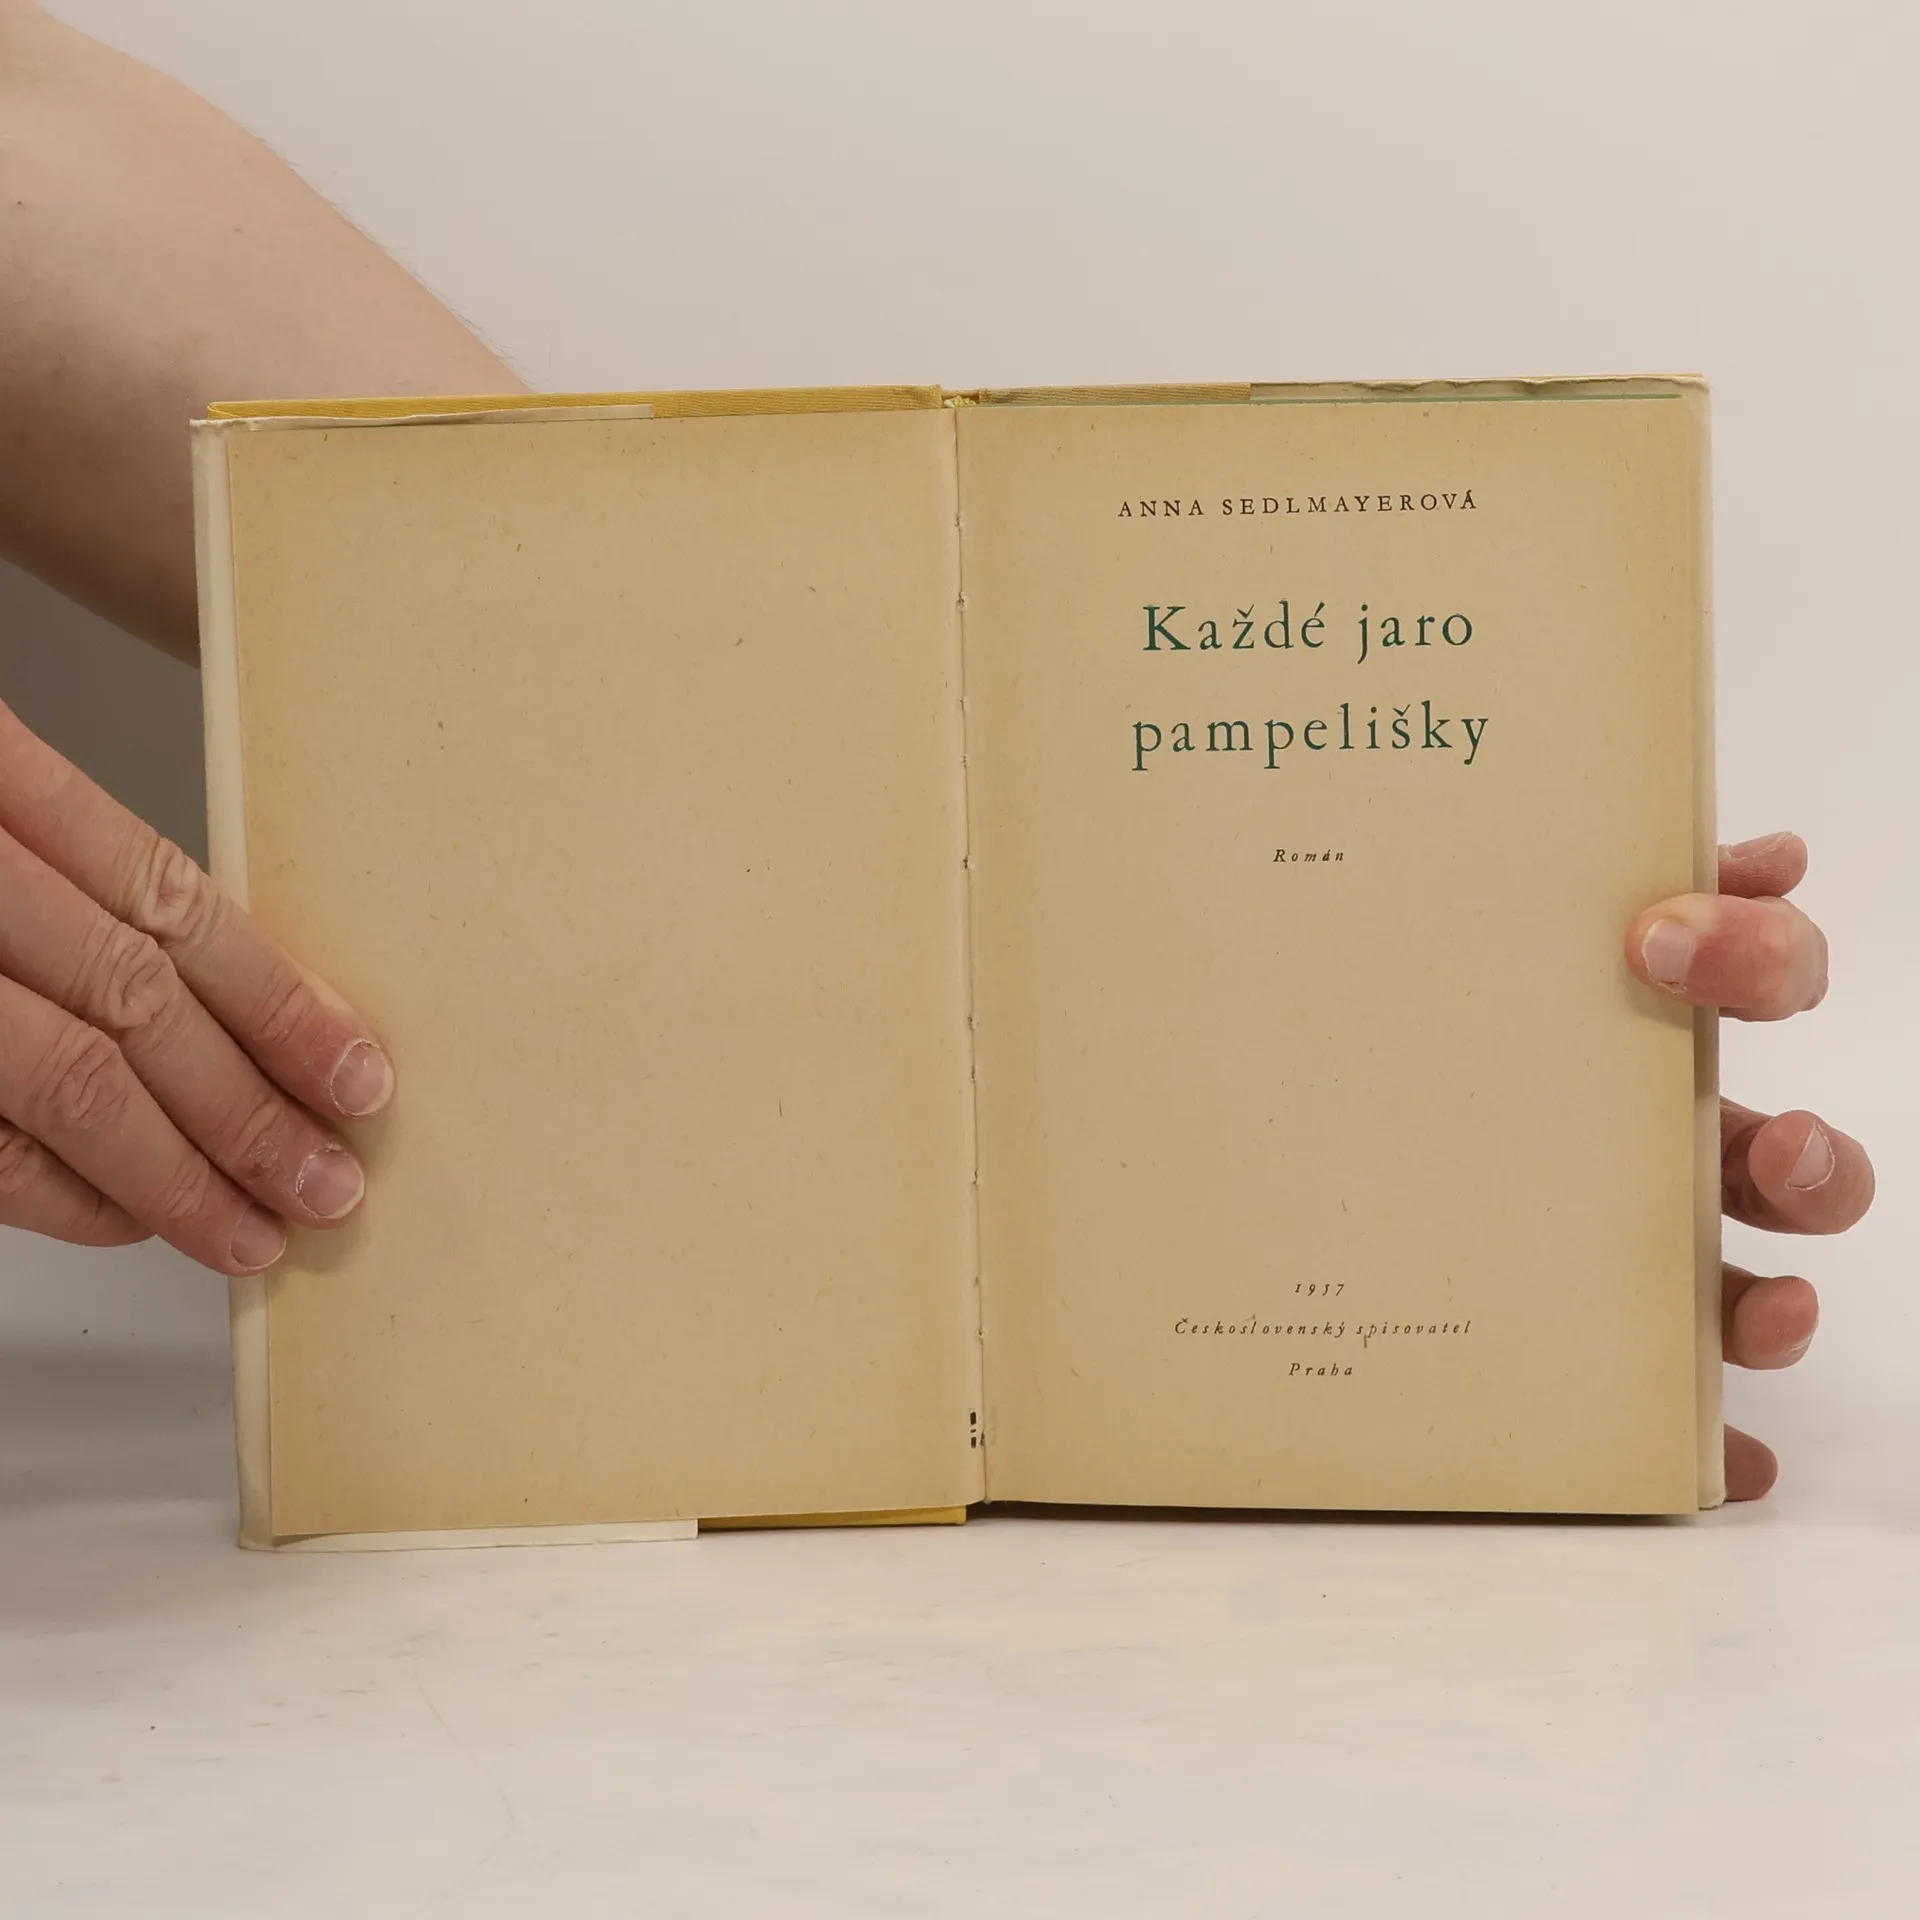 ANNA SEDLMAYEROVÁ
Každé jaro
pampelišky
Román
1957
Československý spisovatel
Praha